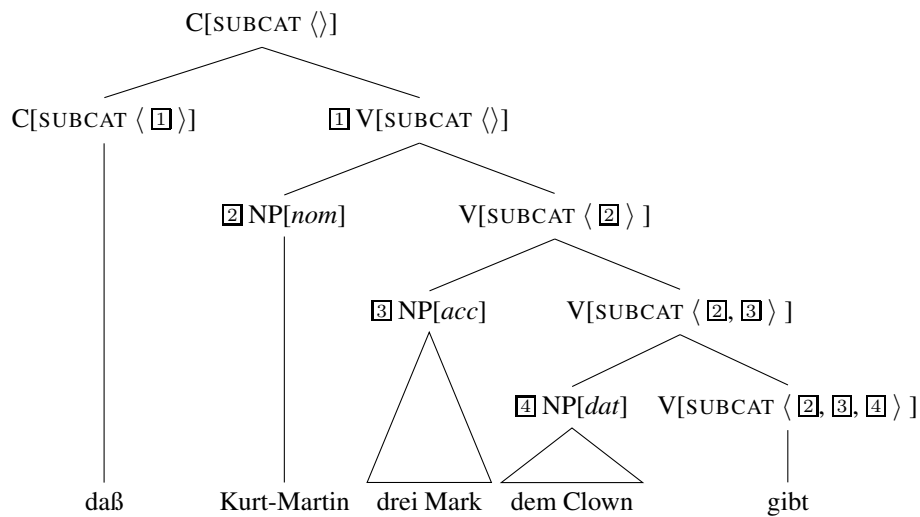 C[SUBCAT ⟨⟩]
C[SUBCAT ⟨ 1 ⟩] 1 V[SUBCAT ⟨⟩]
2 NP[nom] V[SUBCAT ⟨ 2 ⟩ ]
3 NP[acc] V[SUBCAT ⟨ 2, 3 ⟩ ]
4 NP[dat] V[SUBCAT ⟨ 2, 3, 4 ⟩ ]
daß Kurt-Martin drei Mark dem Clown gibt